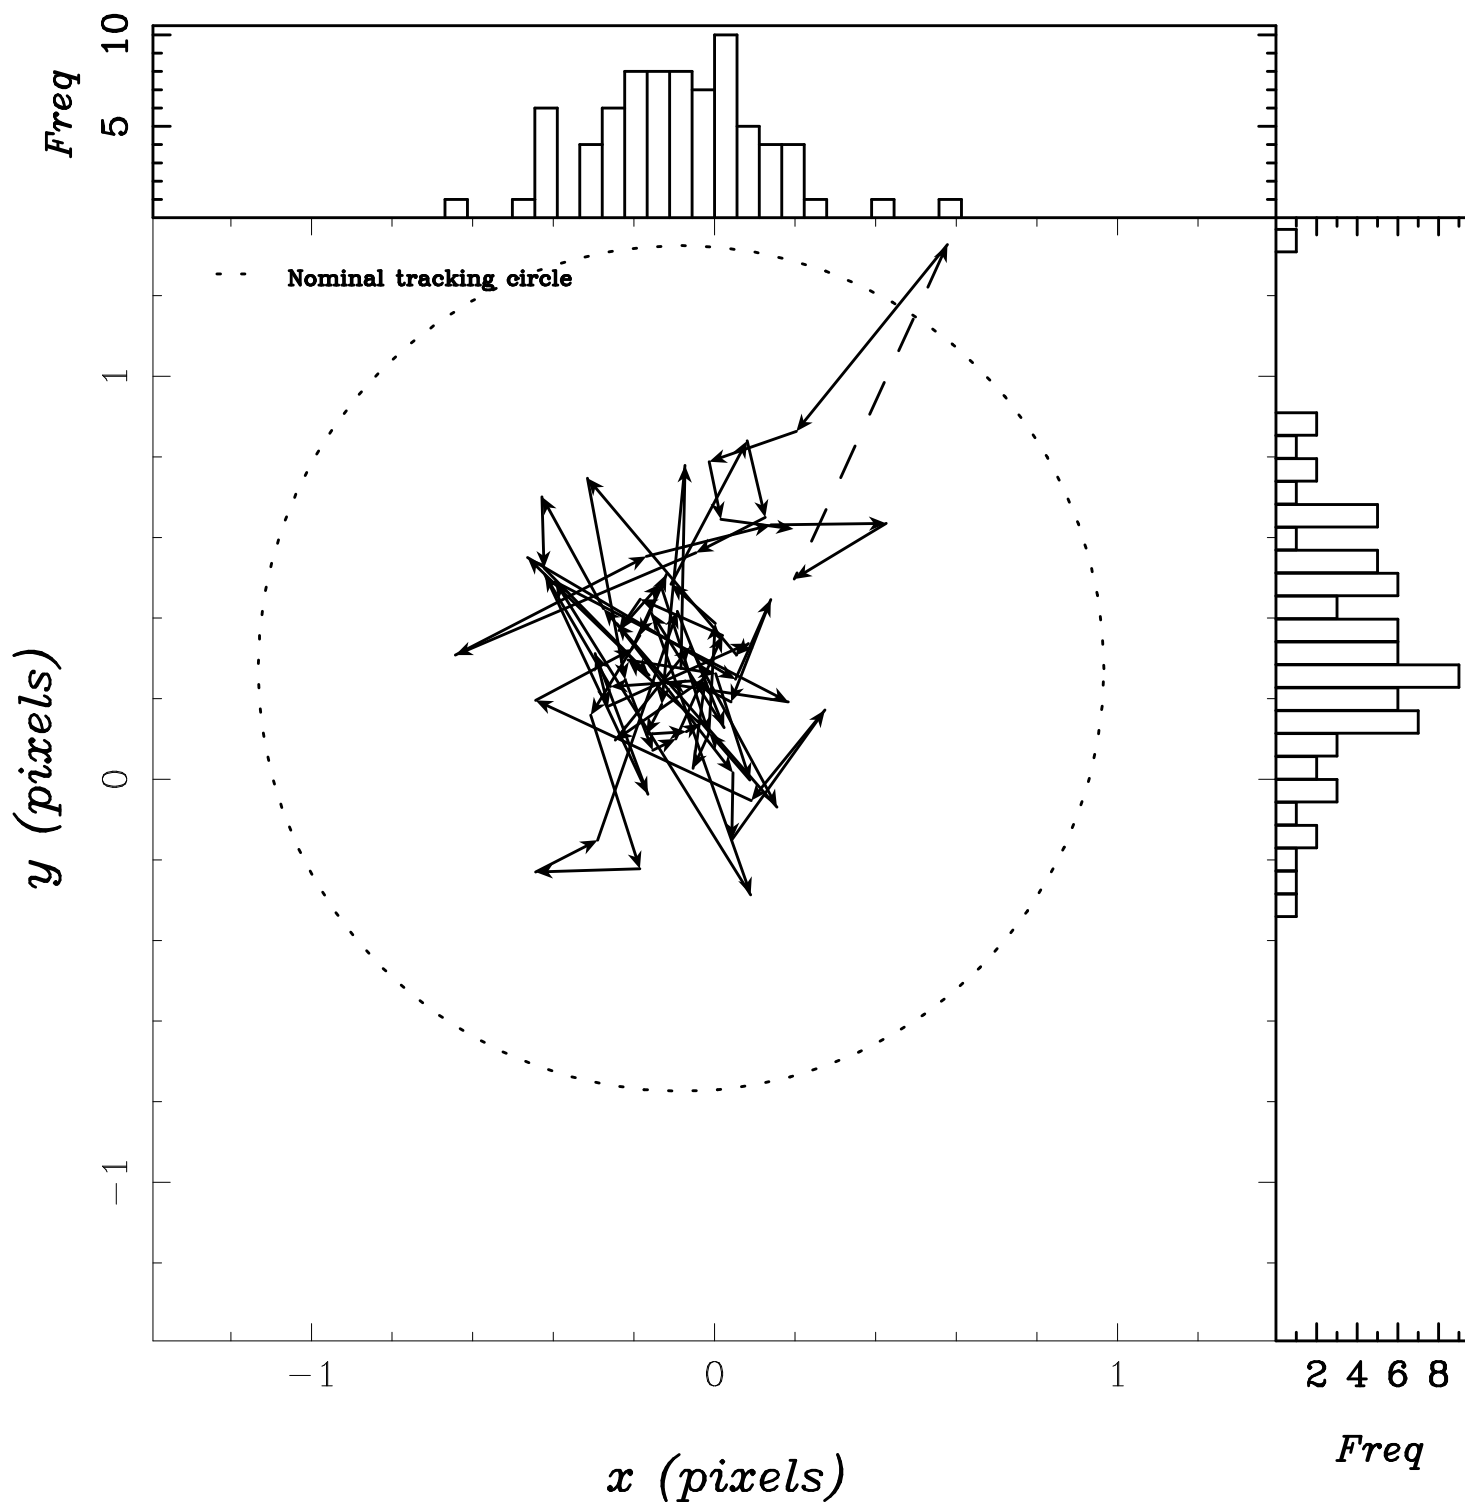 Freq
10
5
Nominal tracking circle
1
0
−1
y (pixels)
−1 0 1
2 4 6 8
Freq
x (pixels)